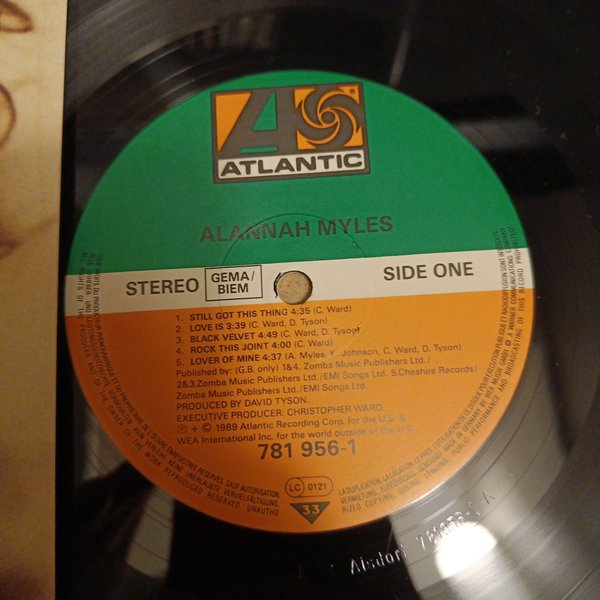 ATLANTIC
ALANNAH MYLES
STEREO
GEMA/
BIEM
SIDE ONE
1. STILL GOT THIS THING 4:35 (C. Ward)
2. LOVE IS 3:39 (C. Ward, D. Tyson)
3. BLACK VELVET 4:49 (C. Ward, D. Tyson)
4. ROCK THIS JOINT 4:00 (C. Ward)
5. LOVER OF MINE 4:37 (A. Myles, K. Johnson, C. Ward, D. Tyson)
Published by: (G.B. only) 1&4. Zomba Music Publishers Ltd./
2&3.Zomba Music Publishers Ltd./EMI Songs Ltd. 5.Cheshire Records/
Zomba Music Publishers Ltd./EMI Songs Ltd.
PRODUCED BY DAVID TYSON.
EXECUTIVE PRODUCER: CHRISTOPHER WARD.
℗ + © 1989 Atlantic Recording Corp. for the U.S. &
WEA International Inc. for the world outside of the U.S.
781 956-1
LC 0121
33
Alsdorf